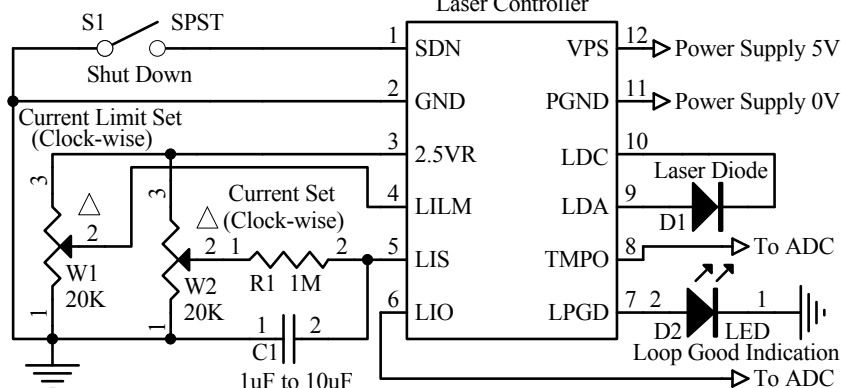 Laser Controller
S1 SPST
Shut Down
1 SDN VPS 12 Power Supply 5V
2 GND PGND 11 Power Supply 0V
Current Limit Set
(Clock-wise)
3 2.5VR LDC 10
Laser Diode
3 3
4 LILM LDA 9
D1
Current Set
(Clock-wise)
2 2 1 2
5 LIS TMPO 8 To ADC
W1
20K
W2
20K
R1 1M
6 LIO LPGD 7 2 1
D2 LED
1 1 1 2
C1
1uF to 10uF
Loop Good Indication
To ADC